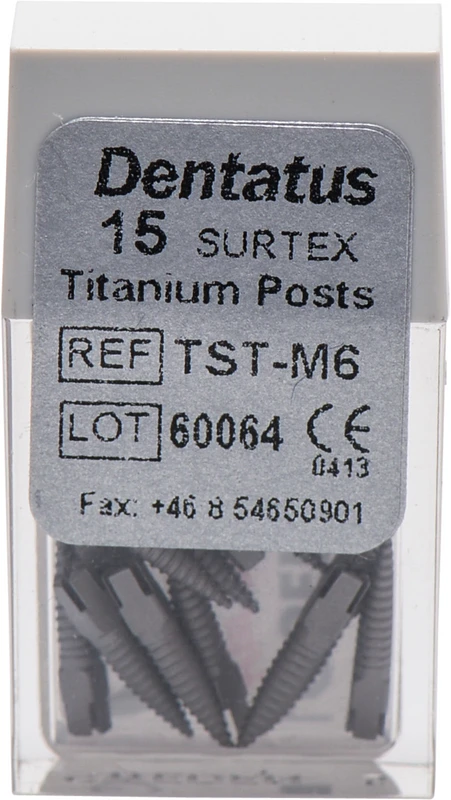 Dentatus
15 SURTEX
Titanium Posts
REF TST-M6
LOT 60064 CE
0413
Fax: +46 8 54650901